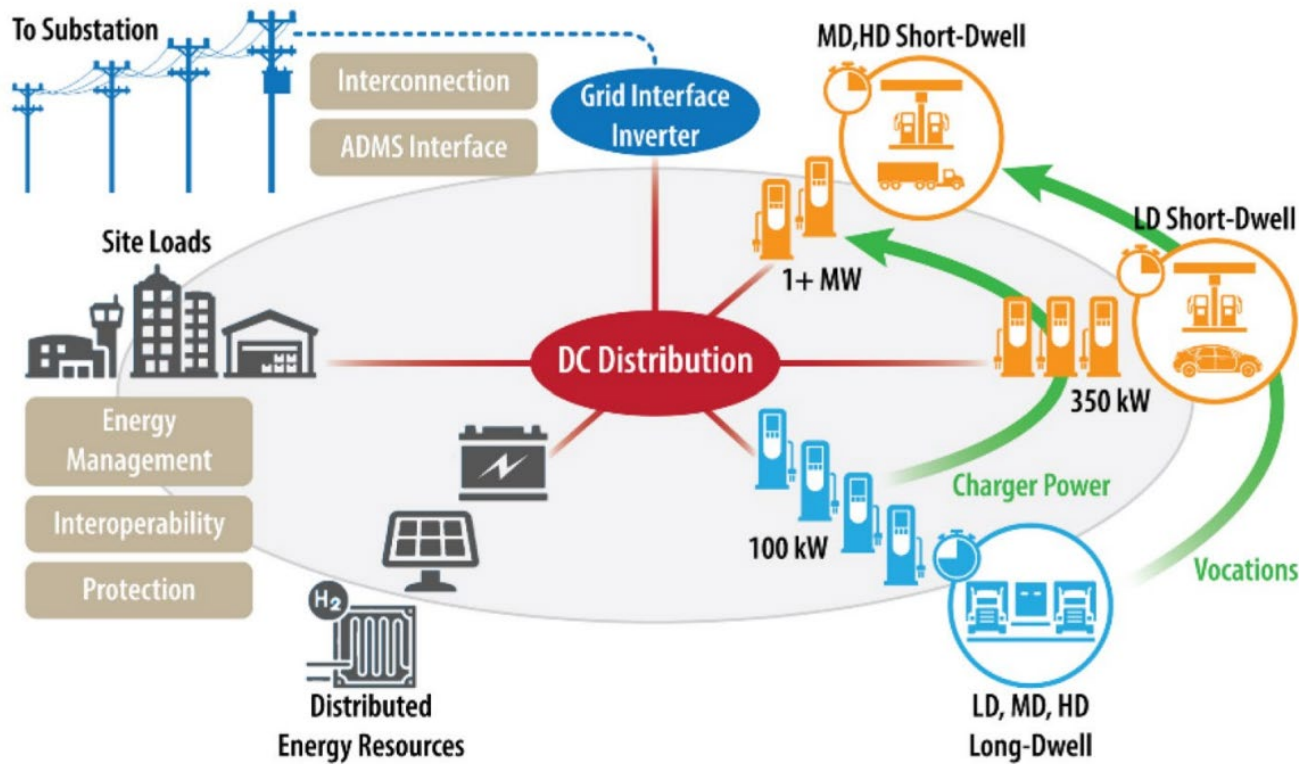 To Substation
Interconnection
ADMS Interface
Grid Interface
Inverter
MD,HD Short-Dwell
LD Short-Dwell
1+ MW
Site Loads
DC Distribution
350 kW
Energy
Management
Interoperability
Protection
100 kW
Charger Power
Vocations
H2
Distributed
Energy Resources
LD, MD, HD
Long-Dwell